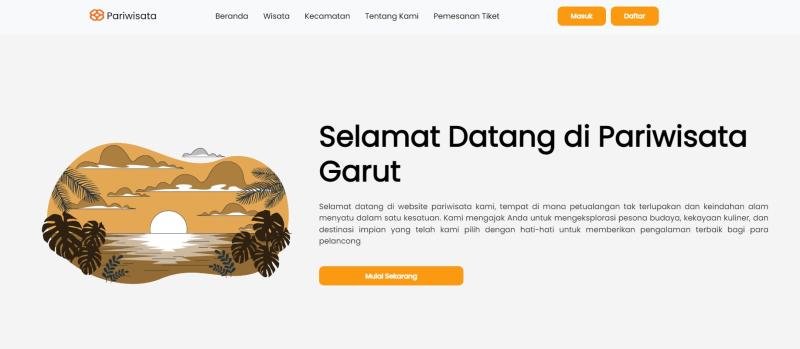 Pariwisata
Beranda Wisata Kecamatan Tentang Kami Pemesanan Tiket
Masuk Daftar
Selamat Datang di Pariwisata
Garut
Selamat datang di website pariwisata kami, tempat di mana petualangan tak terlupakan dan keindahan alam
menyatu dalam satu kesatuan. Kami mengajak Anda untuk mengeksplorasi pesona budaya, kekayaan kuliner, dan
destinasi impian yang telah kami pilih dengan hati-hati untuk memberikan pengalaman terbaik bagi para
pelancong
Mulai Sekarang